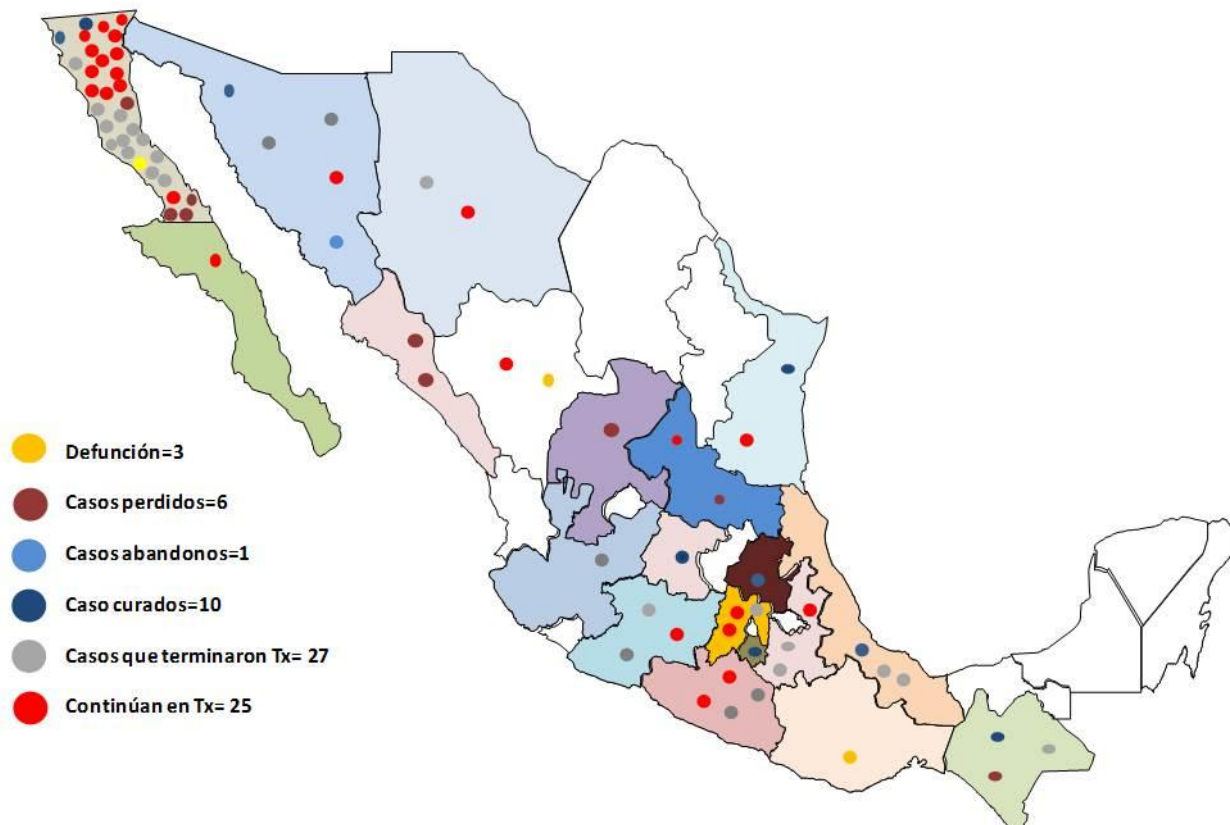 Defunción=3
Casos perdidos=6
Casos abandonos=1
Caso curados=10
Casos que terminaron Tx= 27
Continúan en Tx= 25